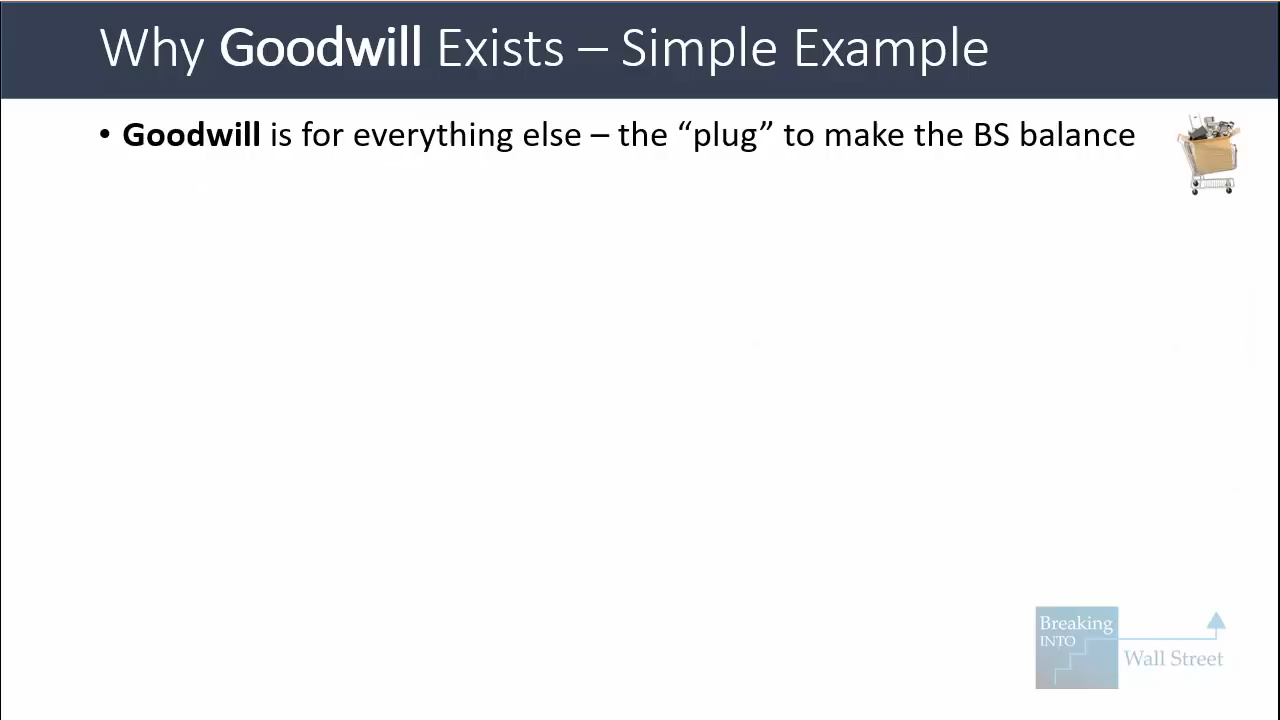 Why Goodwill Exists – Simple Example
• Goodwill is for everything else – the “plug” to make the BS balance
Breaking
INTO
Wall Street